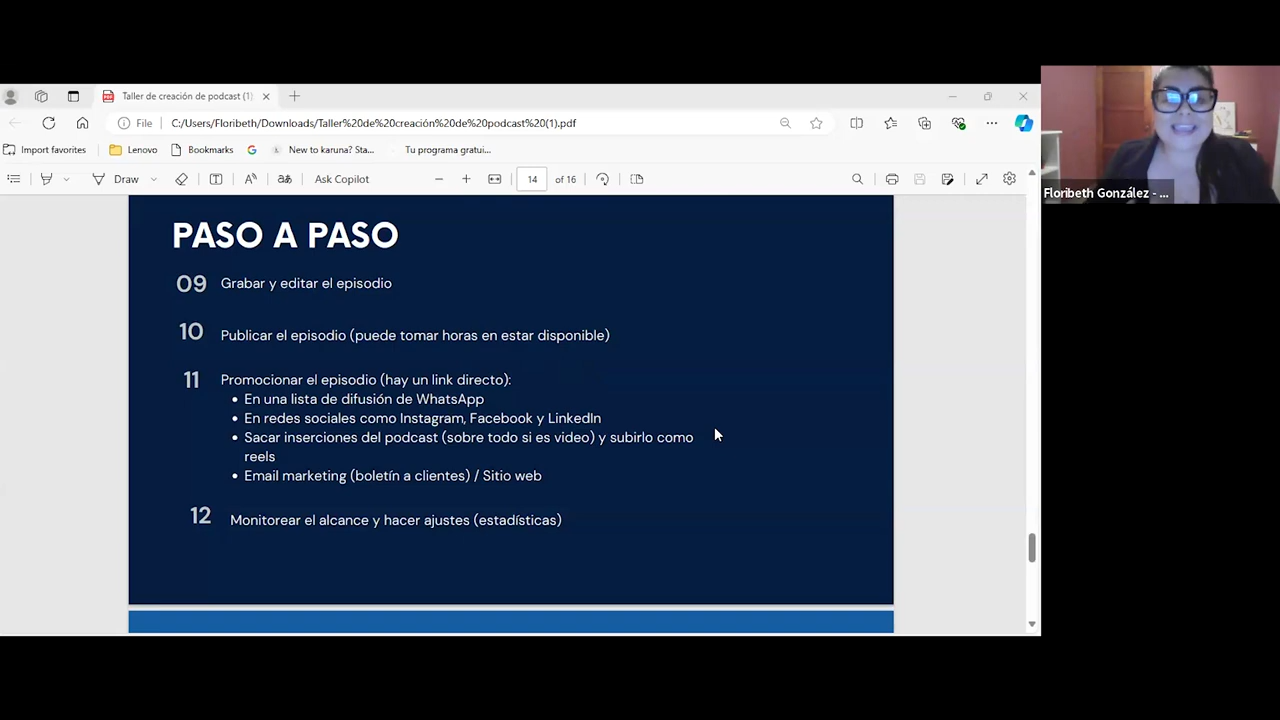 Taller de creación de podcast (1)
File
C:/Users/Floribeth/Downloads/Taller%20de%20creación%20de%20podcast%20(1).pdf
Import favorites
Lenovo
Bookmarks
New to karuna? Sta...
Tu programa gratui...
Draw
Ask Copilot
14
of 16
Floribeth González - ...
PASO A PASO
09 Grabar y editar el episodio
10 Publicar el episodio (puede tomar horas en estar disponible)
11 Promocionar el episodio (hay un link directo):
• En una lista de difusión de WhatsApp
• En redes sociales como Instagram, Facebook y LinkedIn
• Sacar inserciones del podcast (sobre todo si es video) y subirlo como
reels
• Email marketing (boletín a clientes) / Sitio web
12 Monitorear el alcance y hacer ajustes (estadísticas)